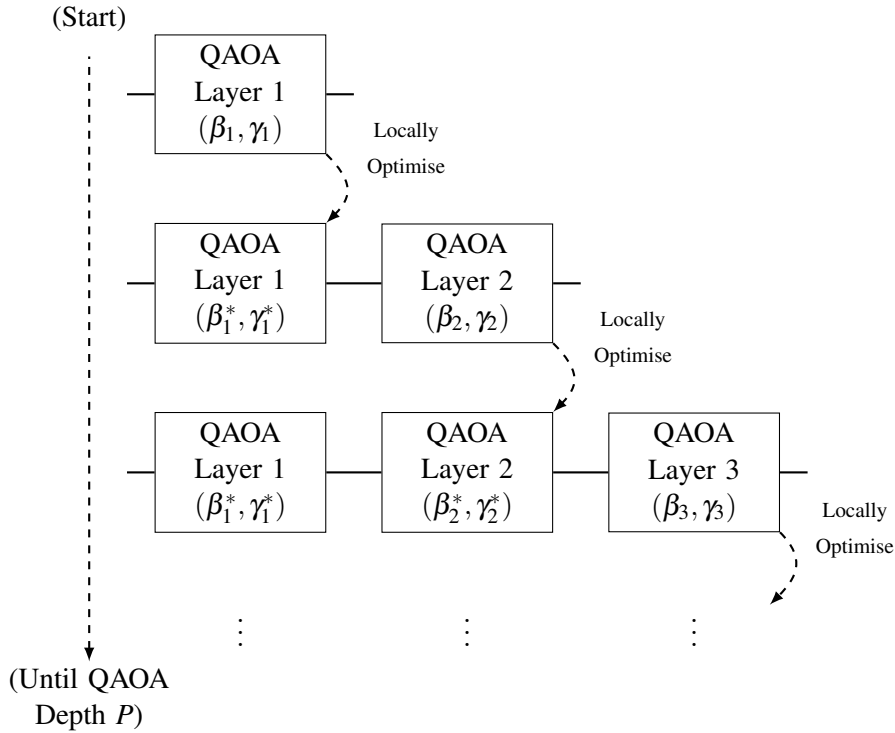 (Start)
QAOA
Layer 1
(β₁, γ₁)
Locally
Optimise
QAOA
Layer 1
(β₁*, γ₁*)
QAOA
Layer 2
(β₂, γ₂)
Locally
Optimise
QAOA
Layer 1
(β₁*, γ₁*)
QAOA
Layer 2
(β₂*, γ₂*)
QAOA
Layer 3
(β₃, γ₃)
Locally
Optimise
⋮ ⋮ ⋮
(Until QAOA
Depth P)